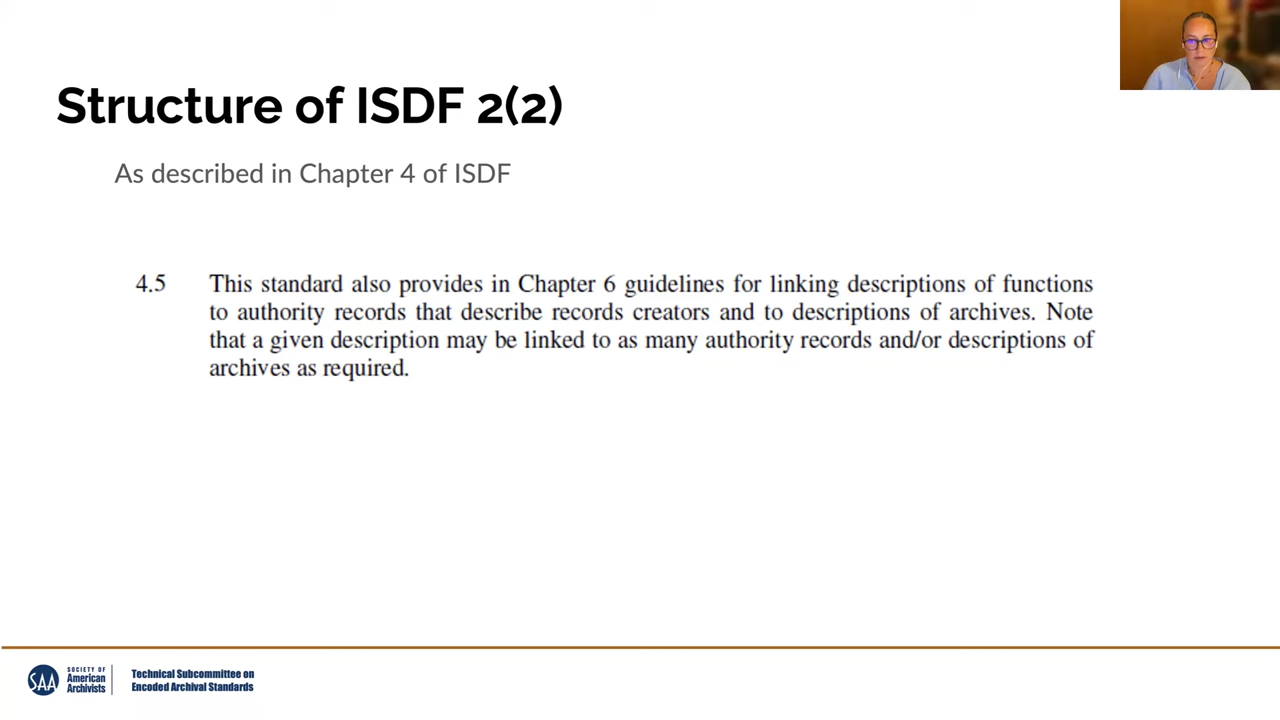 Structure of ISDF 2(2)
As described in Chapter 4 of ISDF
4.5 This standard also provides in Chapter 6 guidelines for linking descriptions of functions
to authority records that describe records creators and to descriptions of archives. Note
that a given description may be linked to as many authority records and/or descriptions of
archives as required.
SAA
SOCIETY OF
American
Archivists
Technical Subcommittee on
Encoded Archival Standards